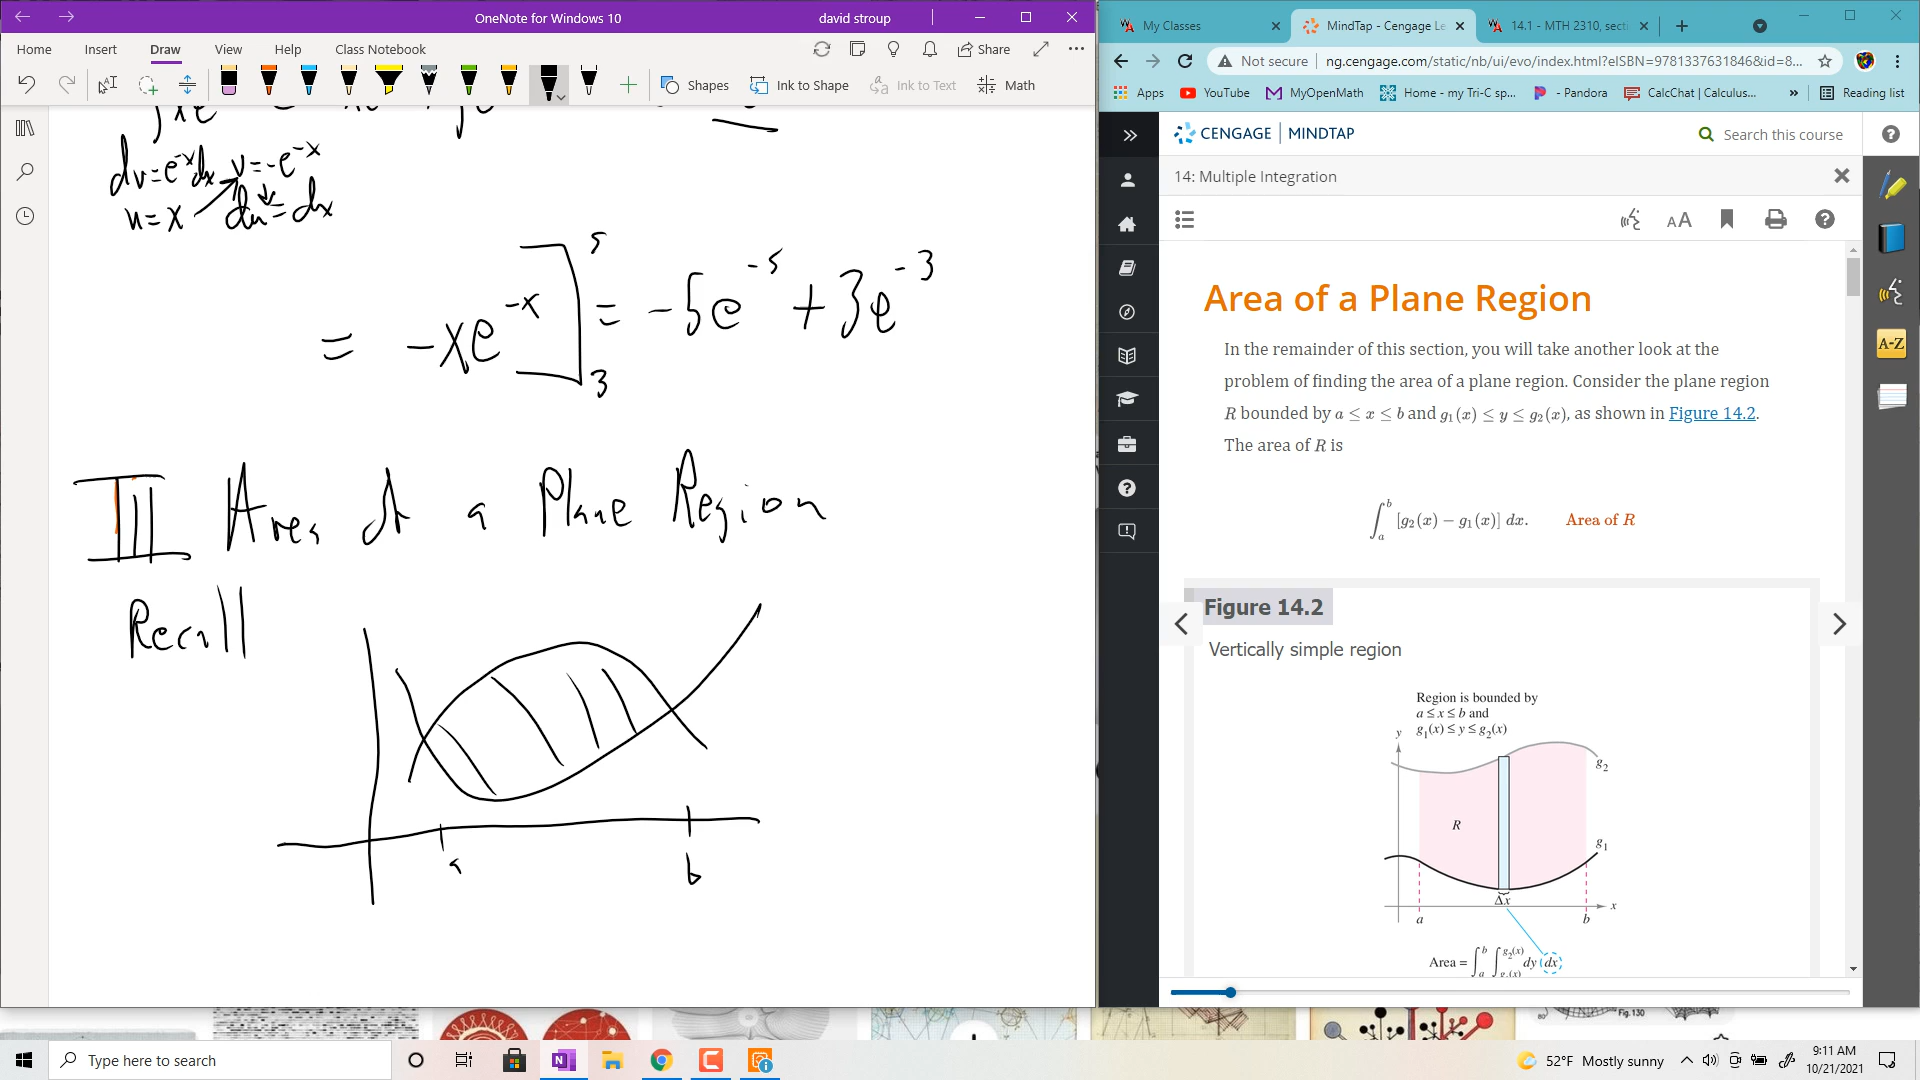 OneNote for Windows 10
david stroup
Home Insert Draw View Help Class Notebook
Share
Shapes Ink to Shape Ink to Text Math
dv=e^-x dx v=-e^-x
u=x du=dx
= -xe^-x ]_3^5 = -5e^-5 + 3e^-3
III Area of a Plane Region
Recall
a b
My Classes
MindTap - Cengage Le
14.1 - MTH 2310, secti
Not secure ng.cengage.com/static/nb/ui/evo/index.html?eISBN=9781337631846&id=8...
Apps YouTube MyOpenMath Home - my Tri-C sp... - Pandora CalcChat | Calculus... » Reading list
CENGAGE MINDTAP
Search this course
14: Multiple Integration
AA
A-Z
Area of a Plane Region
In the remainder of this section, you will take another look at the
problem of finding the area of a plane region. Consider the plane region
R bounded by a ≤ x ≤ b and g₁(x) ≤ y ≤ g₂(x), as shown in Figure 14.2.
The area of R is
∫_a^b [g₂(x) − g₁(x)] dx. Area of R
Figure 14.2
Vertically simple region
Region is bounded by
a ≤ x ≤ b and
g₁(x) ≤ y ≤ g₂(x)
y
g₂
R
g₁
Δx
x
a b
Area = ∫_a^b ∫_g₁(x)^g₂(x) dy dx
Fig. 130
Type here to search
52°F Mostly sunny
9:11 AM
10/21/2021